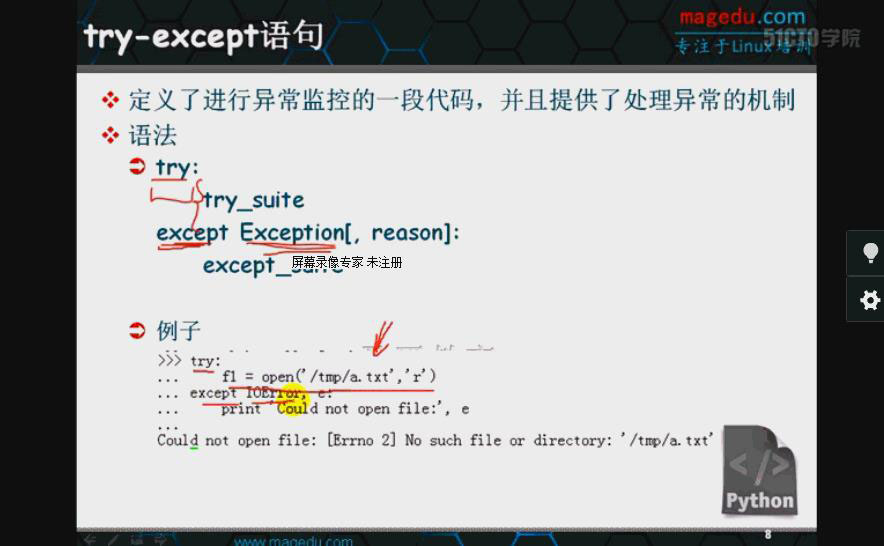 try-except语句
magedu.com
专注于Linux培训
51CTO学院
定义了进行异常监控的一段代码，并且提供了处理异常的机制
语法
try:
try_suite
except Exception[, reason]:
except_suite
屏幕录像专家 未注册
例子
>>> try:
...     f1 = open('/tmp/a.txt','r')
... except IOError, e:
...     print 'Could not open file:', e
...
Could not open file: [Errno 2] No such file or directory: '/tmp/a.txt'
</>
Python
www.magedu.com
8